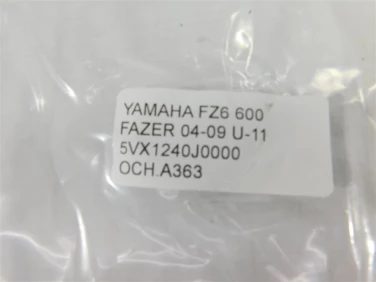 YAMAHA FZ6 600
FAZER 04-09 U-11
5VX1240J0000
OCH.A363